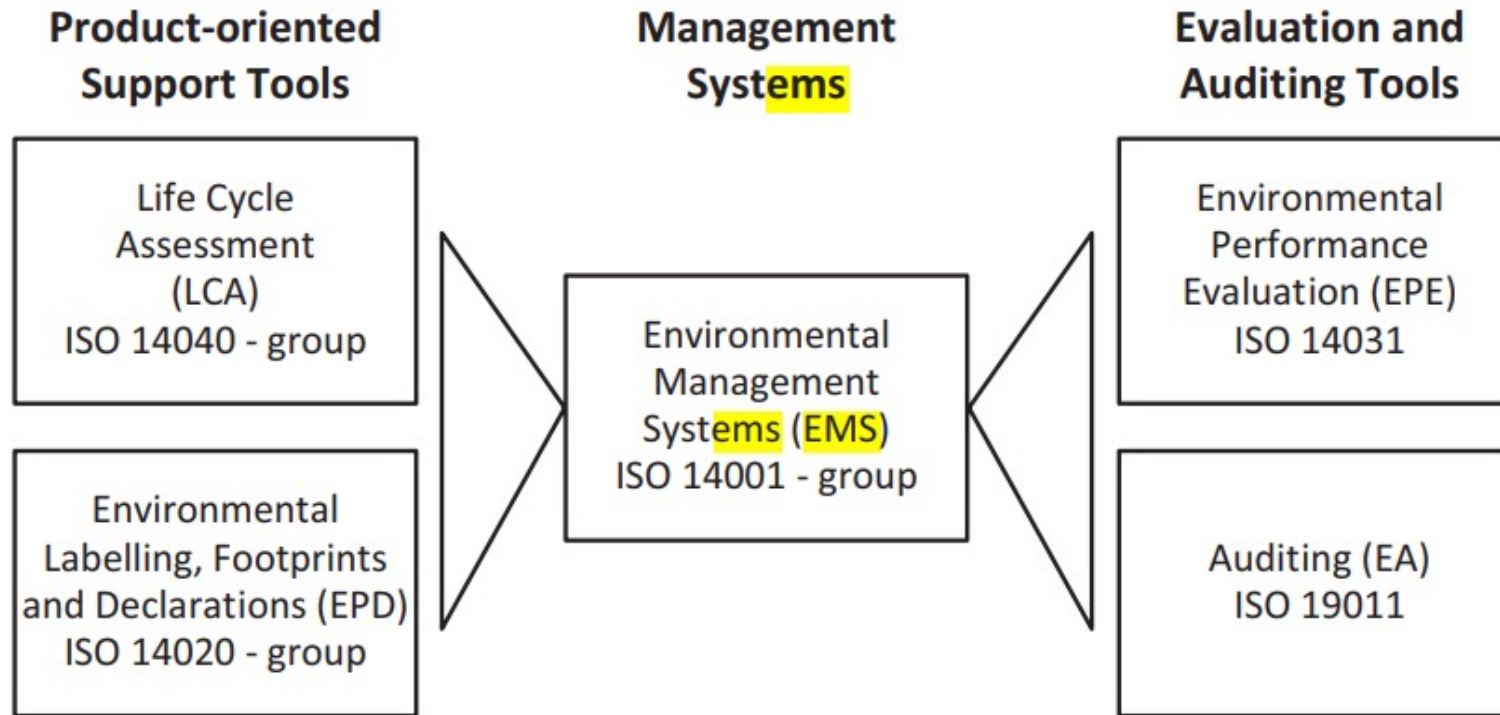 Product-oriented
Support Tools
Management
Systems
Evaluation and
Auditing Tools
Life Cycle
Assessment
(LCA)
ISO 14040 - group
Environmental
Labelling, Footprints
and Declarations (EPD)
ISO 14020 - group
Environmental
Management
Systems (EMS)
ISO 14001 - group
Environmental
Performance
Evaluation (EPE)
ISO 14031
Auditing (EA)
ISO 19011